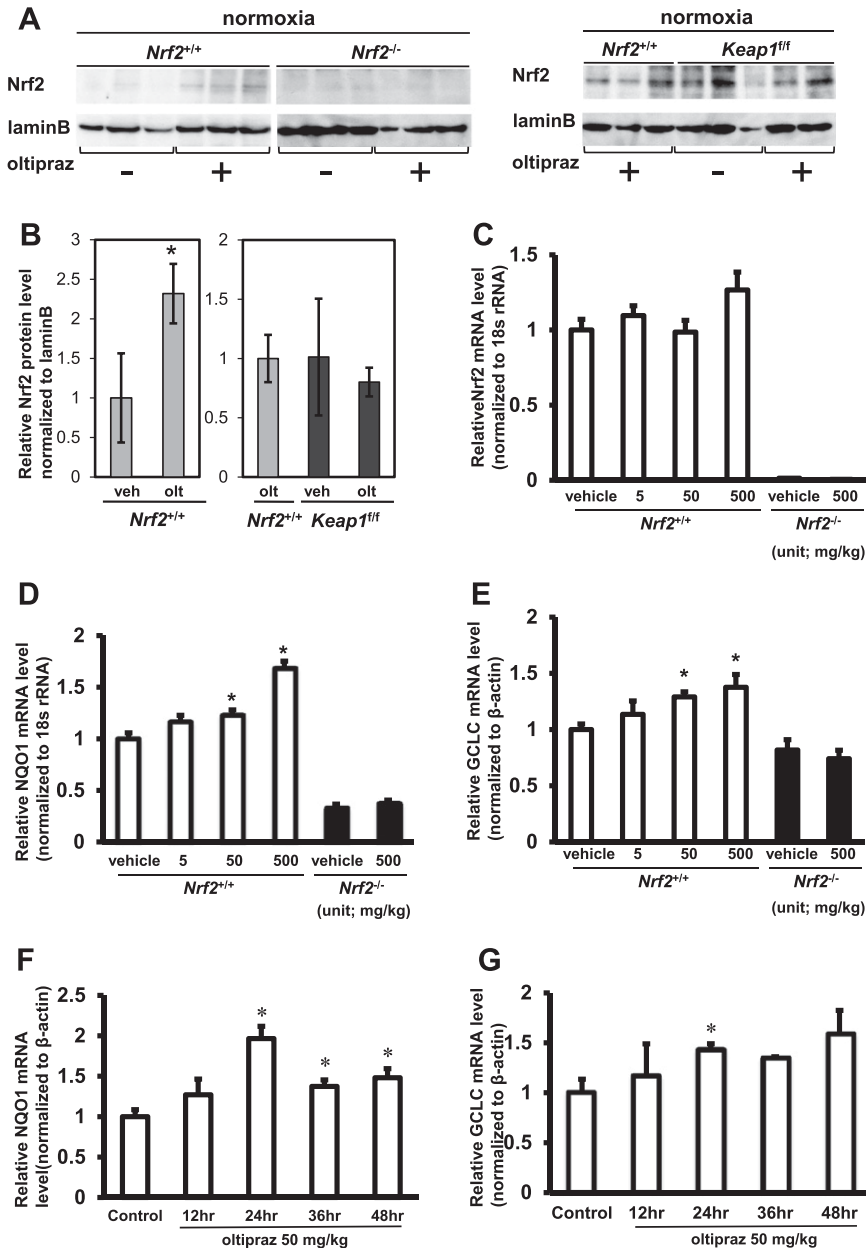 A
normoxia
Nrf2+/+ Nrf2-/-
Nrf2
laminB
oltipraz
- + - +
normoxia
Nrf2+/+ Keap1f/f
Nrf2
laminB
oltipraz
+ - +
B
Relative Nrf2 protein level
normalized to laminB
3
2.5
2
1.5
1
0.5
0
*
veh olt
Nrf2+/+
2
1.5
1
0.5
0
olt veh olt
Nrf2+/+ Keap1f/f
C
RelativeNrf2 mRNA level
(normalized to 18s rRNA)
1.5
1
0.5
0
vehicle 5 50 500 vehicle 500
Nrf2+/+ Nrf2-/-
(unit; mg/kg)
D
Relative NQO1 mRNA level
(normalized to 18s rRNA)
2
1.5
1
0.5
0
* *
vehicle 5 50 500 vehicle 500
Nrf2+/+ Nrf2-/-
(unit; mg/kg)
E
Relative GCLC mRNA level
(normalized to β-actin)
2
1.5
1
0.5
0
* *
vehicle 5 50 500 vehicle 500
Nrf2+/+ Nrf2-/-
(unit; mg/kg)
F
Relative NQO1 mRNA
level(normalized to β-actin)
2.5
2
1.5
1
0.5
0
* * *
Control 12hr 24hr 36hr 48hr
oltipraz 50 mg/kg
G
Relative GCLC mRNA level
(normalized to β-actin)
2
1.5
1
0.5
0
*
Control 12hr 24hr 36hr 48hr
oltipraz 50 mg/kg